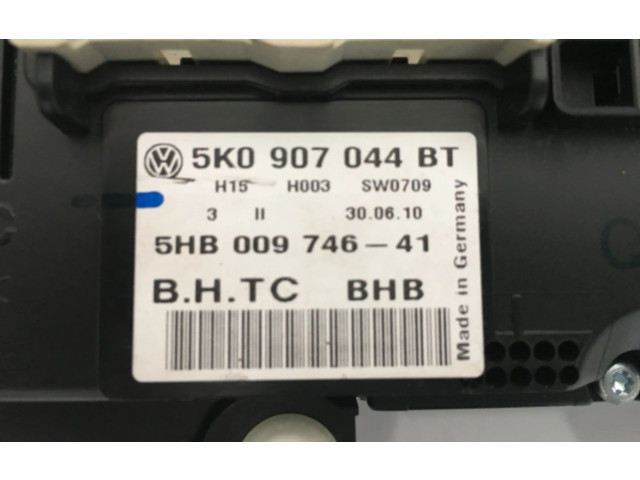 5K0 907 044 BT
H15 H003 SW0709
3 II 30.06.10
5HB 009 746-41
B.H.TC BHB
Made in Germany